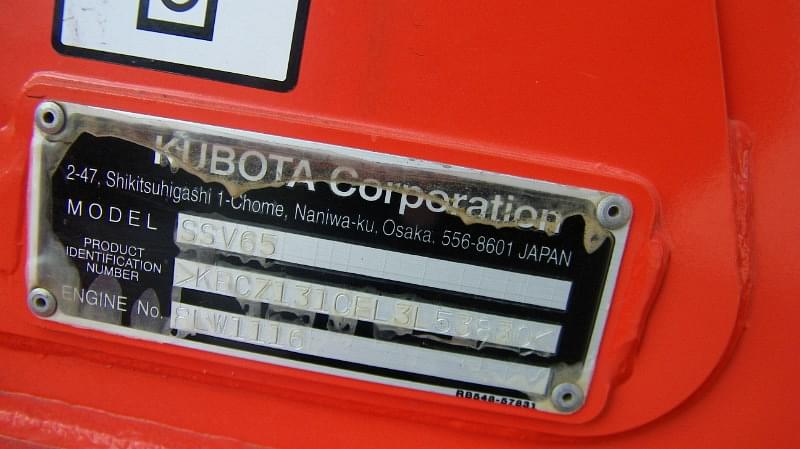 KUBOTA Corporation
2-47, Shikitsuhigashi 1-Chome, Naniwa-ku, Osaka, 556-8601 JAPAN
MODEL SSV65
PRODUCT
IDENTIFICATION
NUMBER
ENGINE No. 8LW1116
RB548-57831